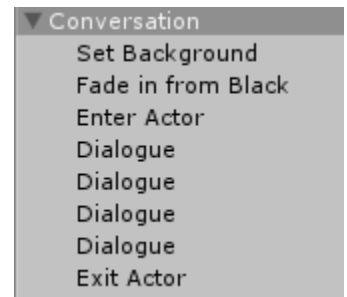 Conversation
Set Background
Fade in from Black
Enter Actor
Dialogue
Dialogue
Dialogue
Dialogue
Exit Actor